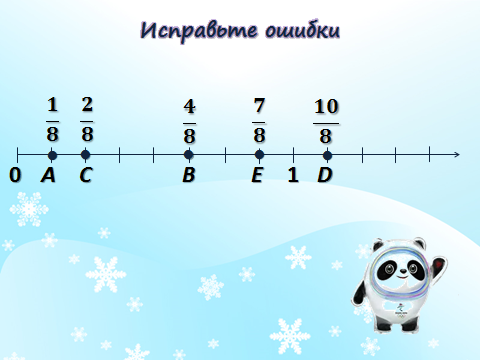 Исправьте ошибки
1/8 2/8 4/8 7/8 10/8
0 A C B E 1 D